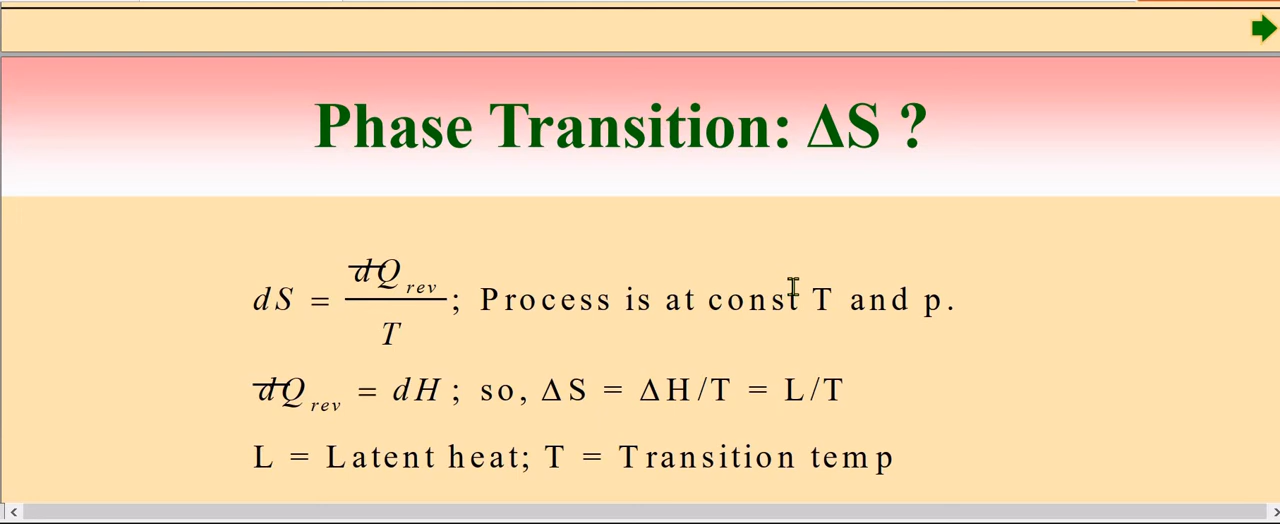 Phase Transition: ΔS ?
dS = đQ_rev / T ; Process is at const T and p.
đQ_rev = dH ; so, ΔS = ΔH/T = L/T
L = Latent heat; T = Transition temp